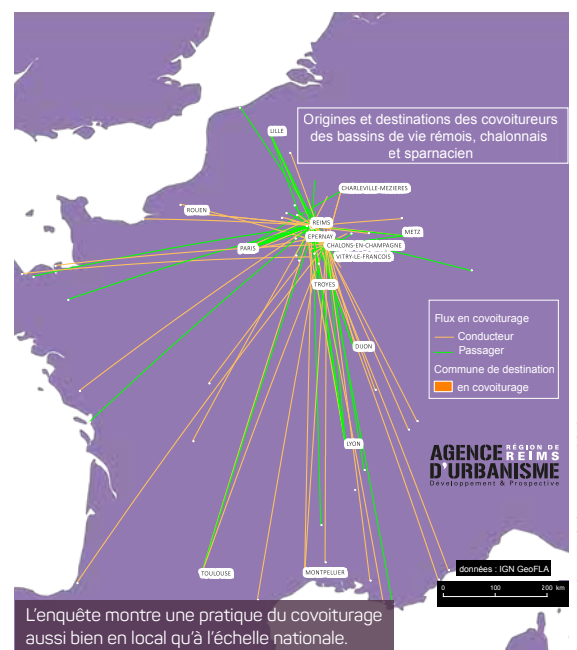 Origines et destinations des covoitureurs
des bassins de vie rémois, chalonnais
et sparnacien
LILLE
CHARLEVILLE-MEZIERES
ROUEN
REIMS
METZ
EPERNAY
PARIS
CHALONS-EN-CHAMPAGNE
VITRY-LE-FRANCOIS
TROYES
DIJON
LYON
TOULOUSE
MONTPELLIER
Flux en covoiturage
Conducteur
Passager
Commune de destination
en covoiturage
AGENCE RÉGION DE REIMS
D'URBANISME
Développement & Prospective
données : IGN GeoFLA
0 100 200 km
L'enquête montre une pratique du covoiturage
aussi bien en local qu'à l'échelle nationale.